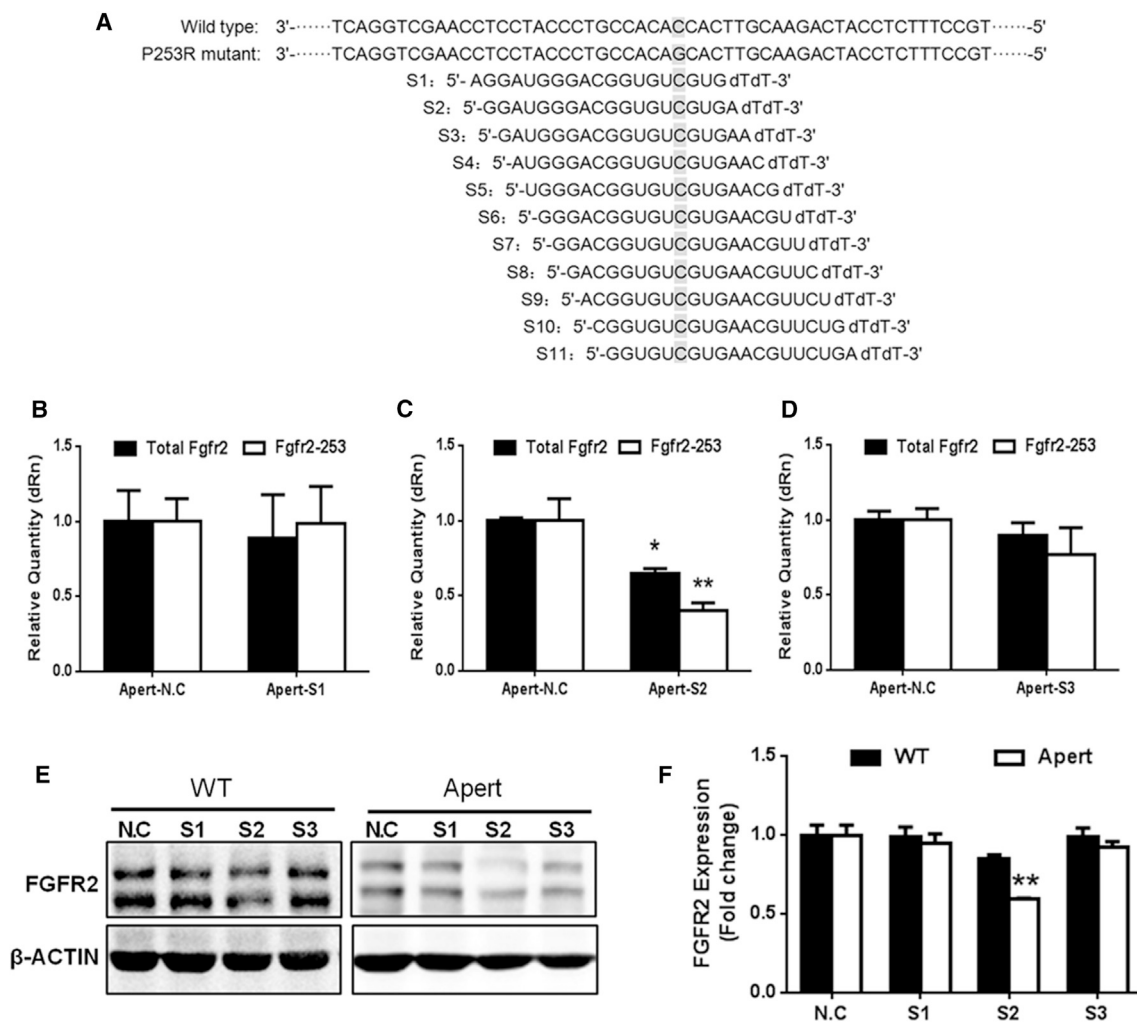 A
Wild type: 3'-······TCAGGTCGAACCTCCTACCCTGCCACACCACTTGCAAGACTACCTCTTTCCGT······-5'
P253R mutant: 3'-······TCAGGTCGAACCTCCTACCCTGCCACAGCACTTGCAAGACTACCTCTTTCCGT······-5'
S1: 5'- AGGAUGGGACGGUGUCGUG dTdT-3'
S2: 5'-GGAUGGGACGGUGUCGUGA dTdT-3'
S3: 5'-GAUGGGACGGUGUCGUGAA dTdT-3'
S4: 5'-AUGGGACGGUGUCGUGAAC dTdT-3'
S5: 5'-UGGGACGGUGUCGUGAACG dTdT-3'
S6: 5'-GGGACGGUGUCGUGAACGU dTdT-3'
S7: 5'-GGACGGUGUCGUGAACGUU dTdT-3'
S8: 5'-GACGGUGUCGUGAACGUUC dTdT-3'
S9: 5'-ACGGUGUCGUGAACGUUCU dTdT-3'
S10: 5'-CGGUGUCGUGAACGUUCUG dTdT-3'
S11: 5'-GGUGUCGUGAACGUUCUGA dTdT-3'
B
Total Fgfr2 Fgfr2-253
Relative Quantity (dRn)
1.5
1.0
0.5
0.0
Apert-N.C Apert-S1
C
Total Fgfr2 Fgfr2-253
Relative Quantity (dRn)
1.5
1.0
0.5
0.0
*
**
Apert-N.C Apert-S2
D
Total Fgfr2 Fgfr2-253
Relative Quantity (dRn)
1.5
1.0
0.5
0.0
Apert-N.C Apert-S3
E
WT Apert
N.C S1 S2 S3 N.C S1 S2 S3
FGFR2
β-ACTIN
F
WT Apert
FGFR2 Expression
(Fold change)
1.5
1.0
0.5
0.0
**
N.C S1 S2 S3